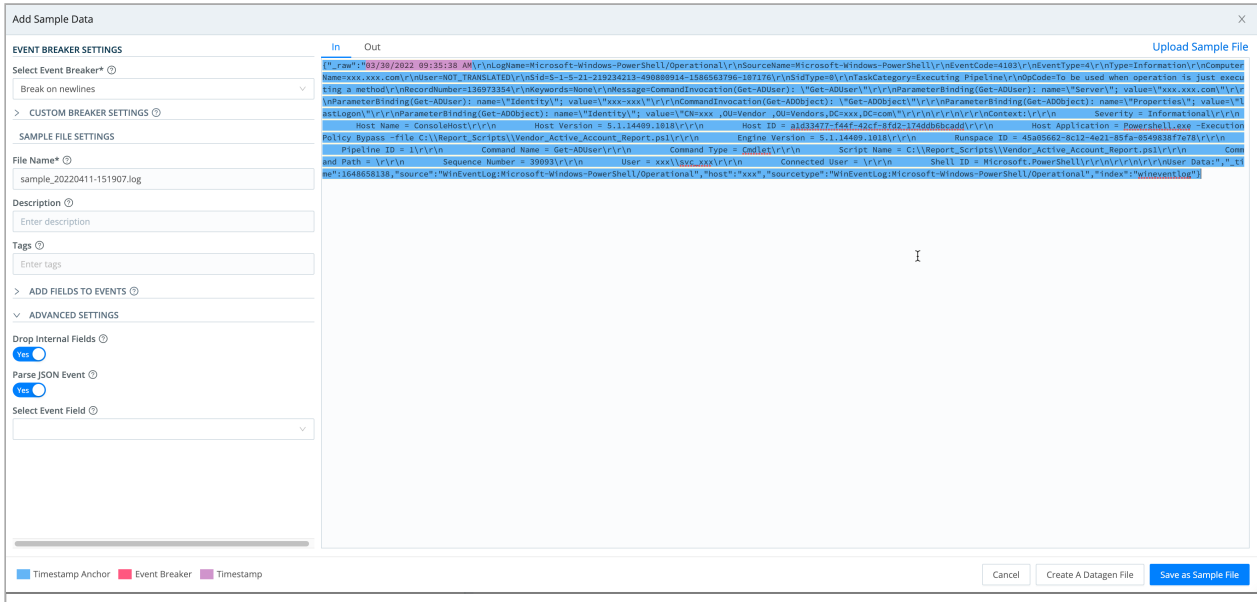 Add Sample Data
EVENT BREAKER SETTINGS
Select Event Breaker*
Break on newlines
CUSTOM BREAKER SETTINGS
SAMPLE FILE SETTINGS
File Name*
sample_20220411-151907.log
Description
Enter description
Tags
Enter tags
ADD FIELDS TO EVENTS
ADVANCED SETTINGS
Drop Internal Fields
Yes
Parse JSON Event
Yes
Select Event Field
In Out Upload Sample File
{"_raw":"03/30/2022 09:35:38 AM\r\nLogName=Microsoft-Windows-PowerShell/Operational\r\nSourceName=Microsoft-Windows-PowerShell\r\nEventCode=4103\r\nEventType=4\r\nType=Information\r\nComputer
Name=xxx.xxx.com\r\nUser=NOT_TRANSLATED\r\nSid=S-1-5-21-219234213-490800914-1586563796-107176\r\nSidType=0\r\nTaskCategory=Executing Pipeline\r\nOpCode=To be used when operation is just execu
ting a method\r\nRecordNumber=136973354\r\nKeywords=None\r\nMessage=CommandInvocation(Get-ADUser): \"Get-ADUser\"\r\r\nParameterBinding(Get-ADUser): name=\"Server\"; value=\"xxx.xxx.com\"\r\r
\nParameterBinding(Get-ADUser): name=\"Identity\"; value=\"xxx-xxx\"\r\r\nCommandInvocation(Get-ADObject): \"Get-ADObject\"\r\r\nParameterBinding(Get-ADObject): name=\"Properties\"; value=\"l
astLogon\"\r\r\nParameterBinding(Get-ADObject): name=\"Identity\"; value=\"CN=xxx ,OU=Vendor ,OU=Vendors,DC=xxx,DC=com\"\r\r\n\r\r\n\r\r\nContext:\r\r\n Severity = Informational\r\r\n
Host Name = ConsoleHost\r\r\n Host Version = 5.1.14409.1018\r\r\n Host ID = a1d33477-f44f-42cf-8fd2-174ddb6bcadd\r\r\n Host Application = Powershell.exe -Execution
Policy Bypass -file C:\\Report_Scripts\\Vendor_Active_Account_Report.ps1\r\r\n Engine Version = 5.1.14409.1018\r\r\n Runspace ID = 45a05662-8c12-4e21-85fa-0549838f7e78\r\r\n
Pipeline ID = 1\r\r\n Command Name = Get-ADUser\r\r\n Command Type = Cmdlet\r\r\n Script Name = C:\\Report_Scripts\\Vendor_Active_Account_Report.ps1\r\r\n Comm
and Path = \r\r\n Sequence Number = 39093\r\r\n User = xxx\\svc_xxx\r\r\n Connected User = \r\r\n Shell ID = Microsoft.PowerShell\r\r\n\r\r\n\r\r\nUser Data:","_ti
me":1648658138,"source":"WinEventLog:Microsoft-Windows-PowerShell/Operational","host":"xxx","sourcetype":"WinEventLog:Microsoft-Windows-PowerShell/Operational","index":"wineventlog"}
Timestamp Anchor Event Breaker Timestamp
Cancel Create A Datagen File Save as Sample File